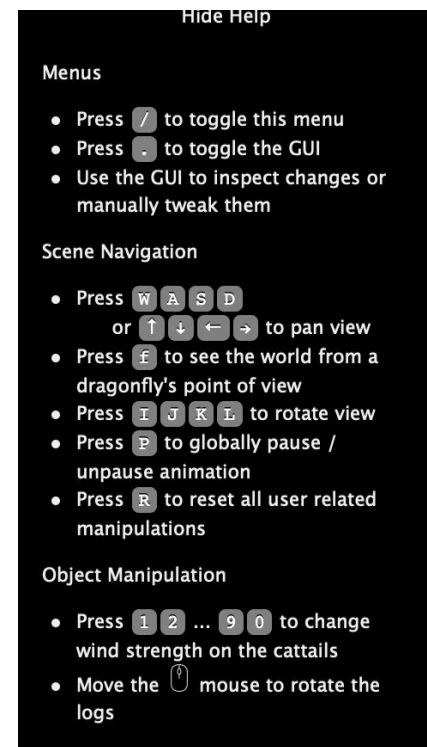 Hide Help
Menus
• Press / to toggle this menu
• Press . to toggle the GUI
• Use the GUI to inspect changes or
manually tweak them
Scene Navigation
• Press W A S D
or ↑ ↓ ← → to pan view
• Press f to see the world from a
dragonfly's point of view
• Press I J K L to rotate view
• Press P to globally pause /
unpause animation
• Press R to reset all user related
manipulations
Object Manipulation
• Press 1 2 ... 9 0 to change
wind strength on the cattails
• Move the mouse to rotate the
logs